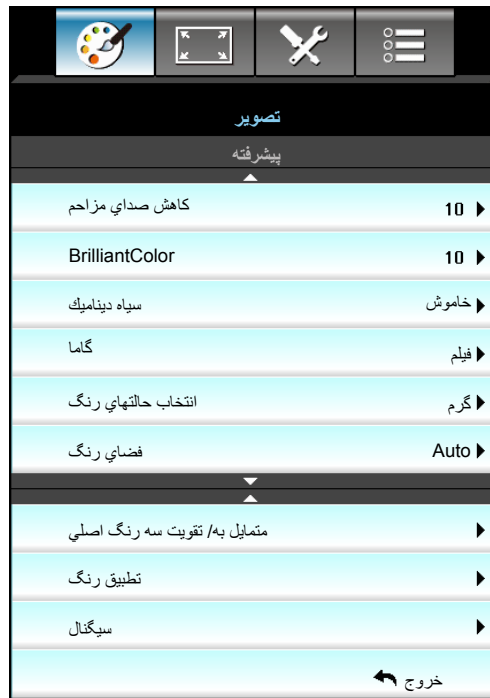 تصوير
پيشرفته
كاهش صداي مزاحم 10
BrilliantColor 10
سياه ديناميك خاموش
گاما فيلم
انتخاب حالتهاي رنگ گرم
فضاي رنگ Auto
متمايل به/ تقويت سه رنگ اصلي
تطبيق رنگ
سيگنال
خروج